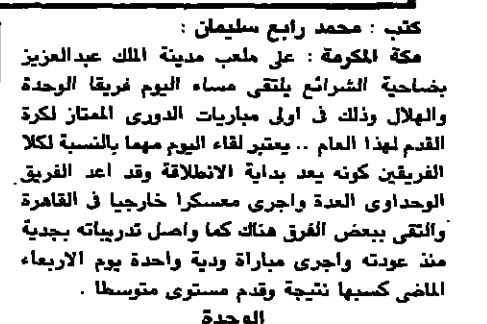 كتب : محمد رابع سليمان :
مكة المكرمة : على ملعب مدينة الملك عبدالعزيز
بضاحية الشرائع يلتقى مساء اليوم فريقا الوحدة
والهلال وذلك فى اولى مباريات الدورى الممتاز لكرة
القدم لهذا العام .. يعتبر لقاء اليوم مهما بالنسبة لكلا
الفريقين كونه يعد بداية الانطلاقة وقد اعد الفريق
الوحداوى العدة واجرى معسكرا خارجيا فى القاهرة
والتقى ببعض الفرق هناك كما واصل تدريباته بجدية
منذ عودته واجرى مباراة ودية واحدة يوم الاربعاء
الماضى كسبها نتيجة وقدم مستوى متوسطا .
الوحدة